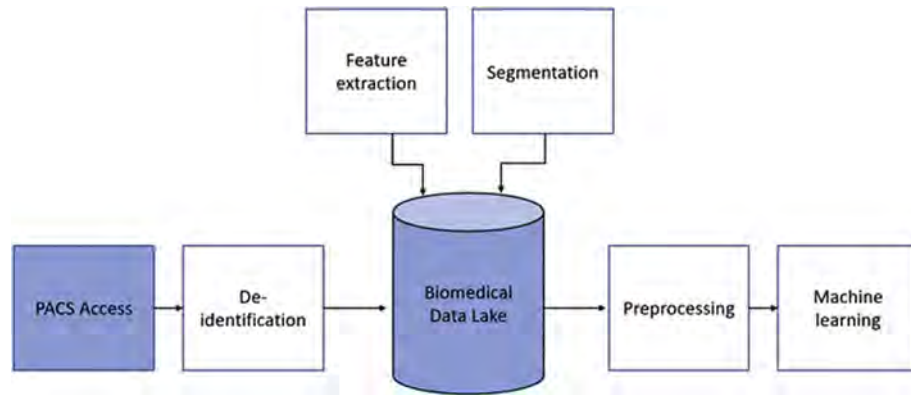 Feature
extraction
Segmentation
PACS Access
De-
identification
Biomedical
Data Lake
Preprocessing
Machine
learning